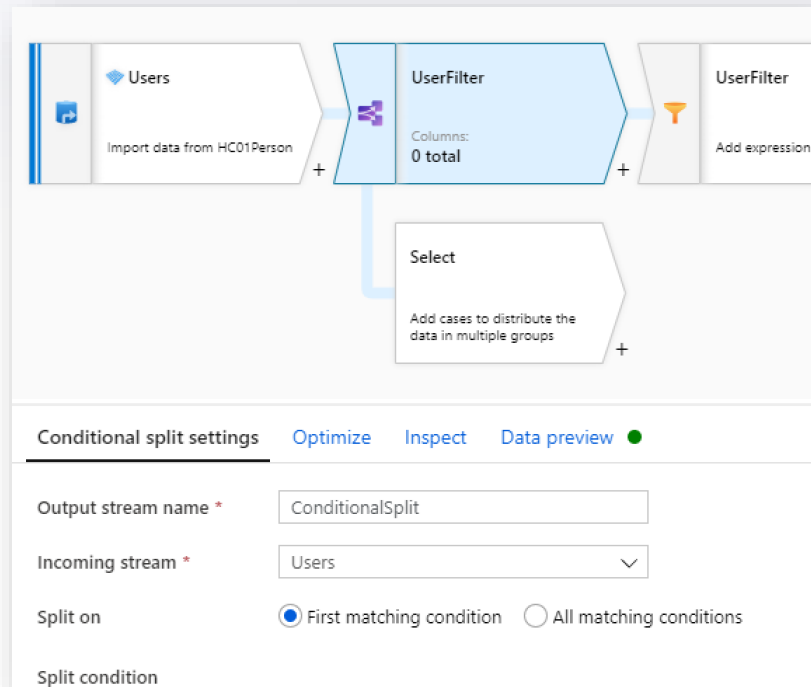 Users
Import data from HC01Person
+
UserFilter
Columns:
0 total
+
UserFilter
Add expression
Select
Add cases to distribute the
data in multiple groups
+
Conditional split settings
Optimize
Inspect
Data preview
Output stream name *
ConditionalSplit
Incoming stream *
Users
Split on
First matching condition
All matching conditions
Split condition